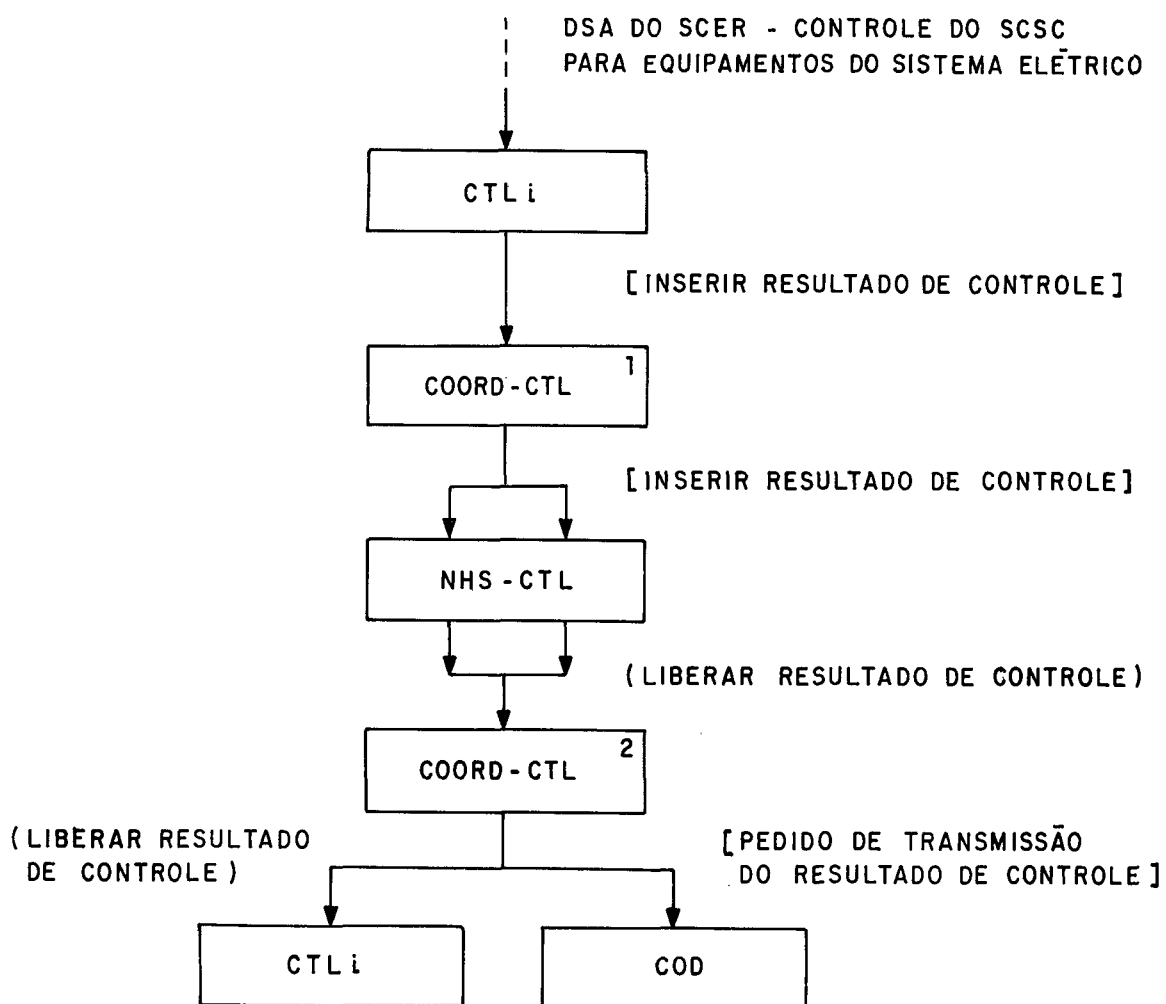 DSA DO SCER - CONTROLE DO SCSC
PARA EQUIPAMENTOS DO SISTEMA ELÉTRICO
CTL i
[INSERIR RESULTADO DE CONTROLE]
1
COORD-CTL
[INSERIR RESULTADO DE CONTROLE]
NHS-CTL
(LIBERAR RESULTADO DE CONTROLE)
2
COORD-CTL
(LIBERAR RESULTADO
DE CONTROLE)
[PEDIDO DE TRANSMISSÃO
DO RESULTADO DE CONTROLE]
CTL i
COD